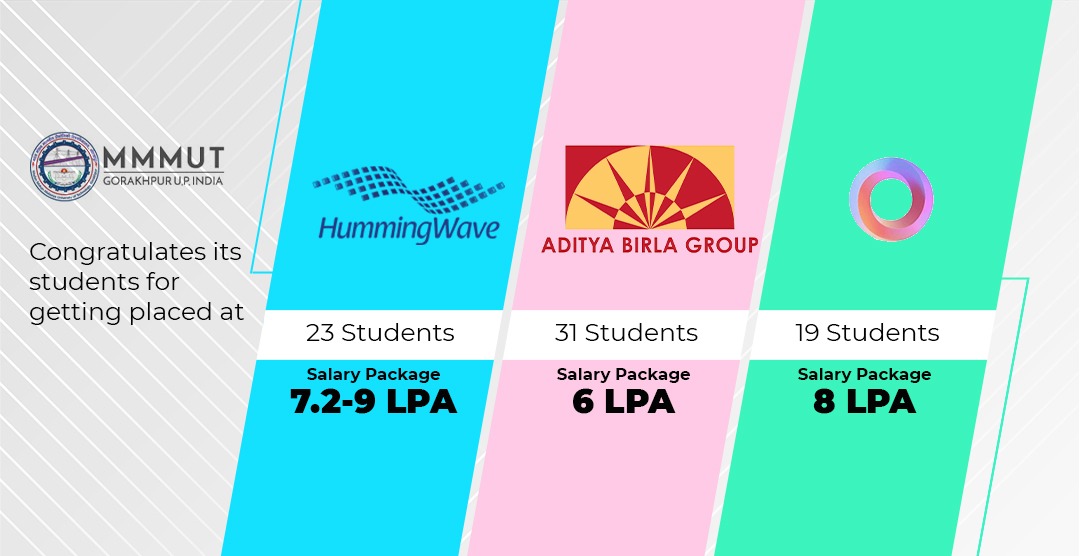 MMMUT
GORAKHPUR U.P, INDIA
Congratulates its
students for
getting placed at
HummingWave
ADITYA BIRLA GROUP
23 Students
31 Students
19 Students
Salary Package
7.2-9 LPA
Salary Package
6 LPA
Salary Package
8 LPA